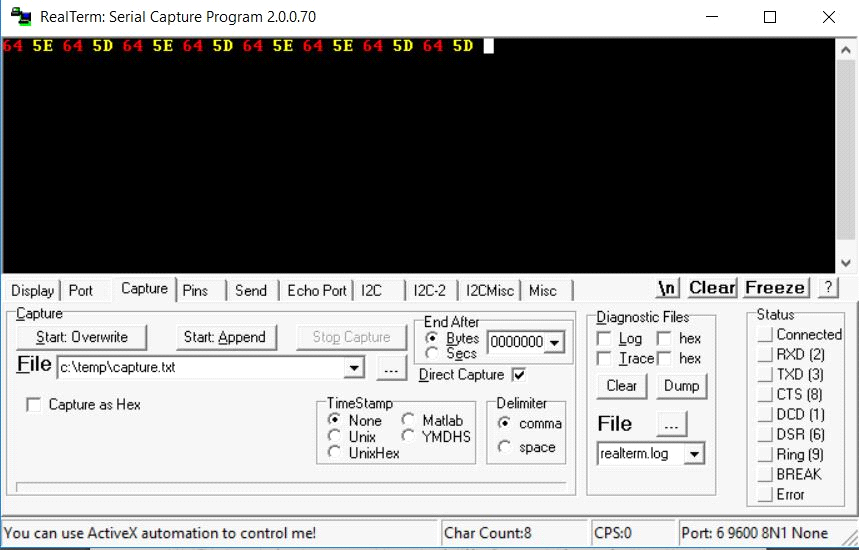 RealTerm: Serial Capture Program 2.0.0.70
64 5E 64 5D 64 5E 64 5D 64 5E 64 5E 64 5D 64 5D
Display Port Capture Pins Send Echo Port I2C I2C-2 I2CMisc Misc \n Clear Freeze ?
Capture
Start: Overwrite Start: Append Stop Capture
End After
Bytes
Secs
0000000
File c:\temp\capture.txt ...
Direct Capture
Capture as Hex
TimeStamp
None Matlab
Unix YMDHS
UnixHex
Delimiter
comma
space
Diagnostic Files
Log hex
Trace hex
Clear Dump
File ...
realterm.log
Status
Connected
RXD (2)
TXD (3)
CTS (8)
DCD (1)
DSR (6)
Ring (9)
BREAK
Error
You can use ActiveX automation to control me! Char Count:8 CPS:0 Port: 6 9600 8N1 None